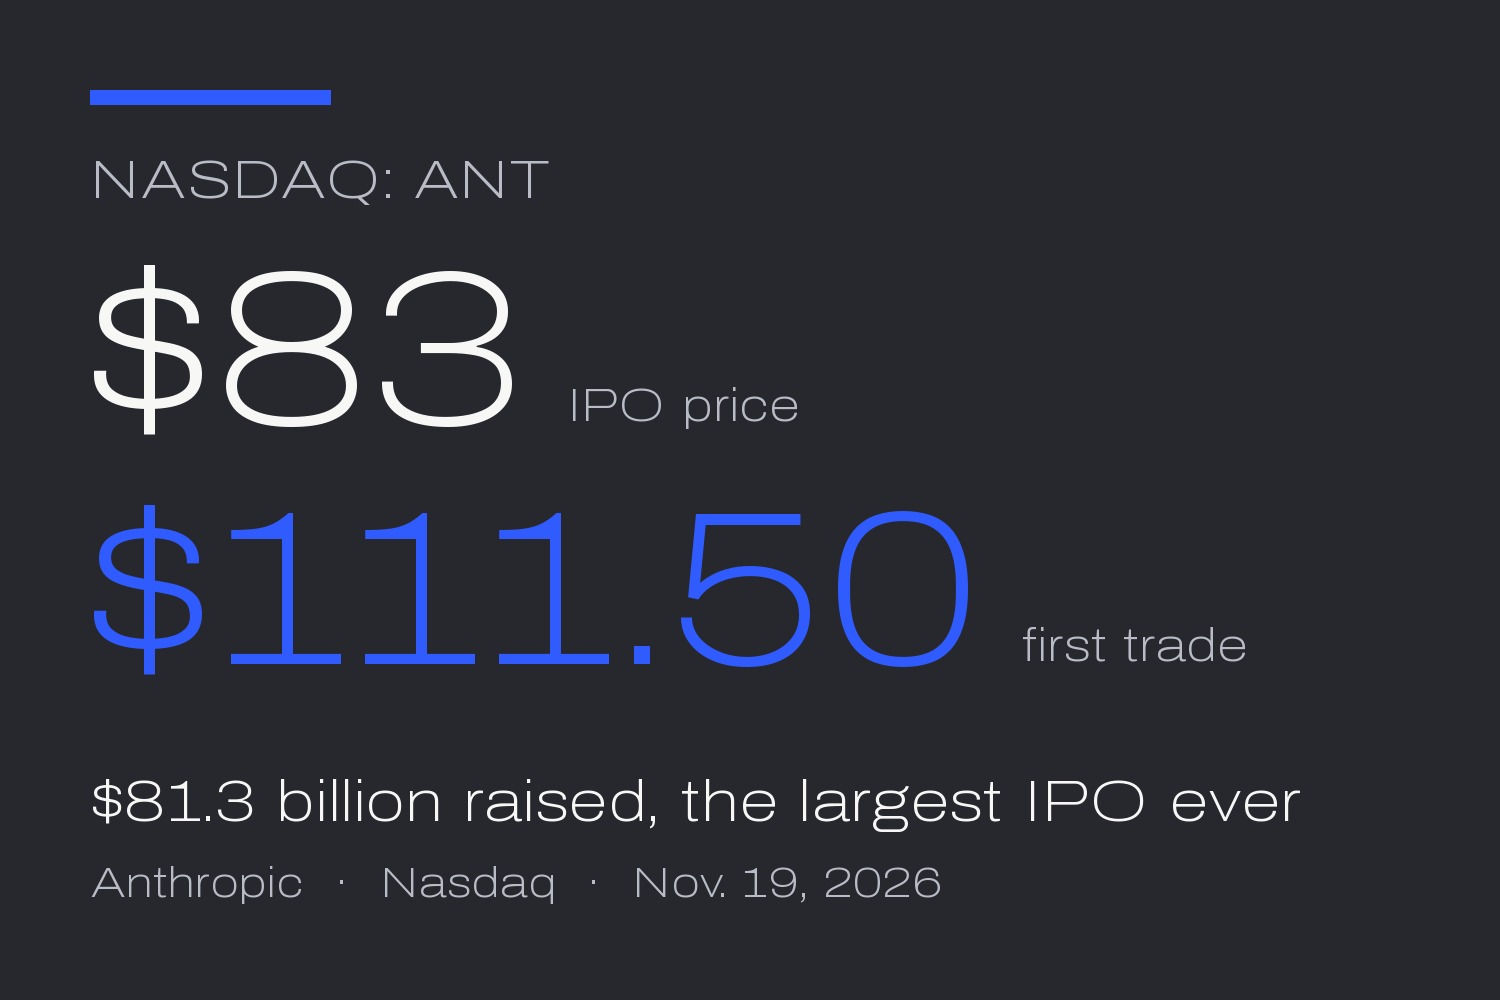 NASDAQ: ANT
$83 IPO price
$111.50 first trade
$81.3 billion raised, the largest IPO ever
Anthropic · Nasdaq · Nov. 19, 2026